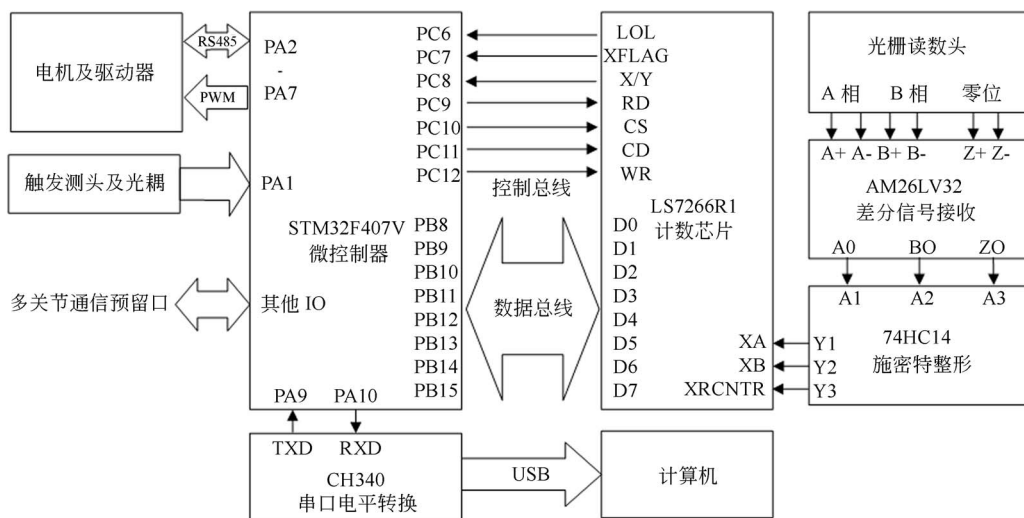 电机及驱动器
RS485
PWM
触发测头及光耦
多关节通信预留口
PA2
-
PA7
PA1
STM32F407V
微控制器
其他 IO
PA9 PA10
PC6
PC7
PC8
PC9
PC10
PC11
PC12
PB8
PB9
PB10
PB11
PB12
PB13
PB14
PB15
控制总线
数据总线
LOL
XFLAG
X/Y
RD
CS
CD
WR
LS7266R1
计数芯片
D0
D1
D2
D3
D4
D5
D6
D7
XA
XB
XRCNTR
光栅读数头
A 相 B 相 零位
A+ A- B+ B- Z+ Z-
AM26LV32
差分信号接收
A0 BO ZO
A1 A2 A3
74HC14
施密特整形
Y1
Y2
Y3
TXD RXD
CH340
串口电平转换
USB
计算机